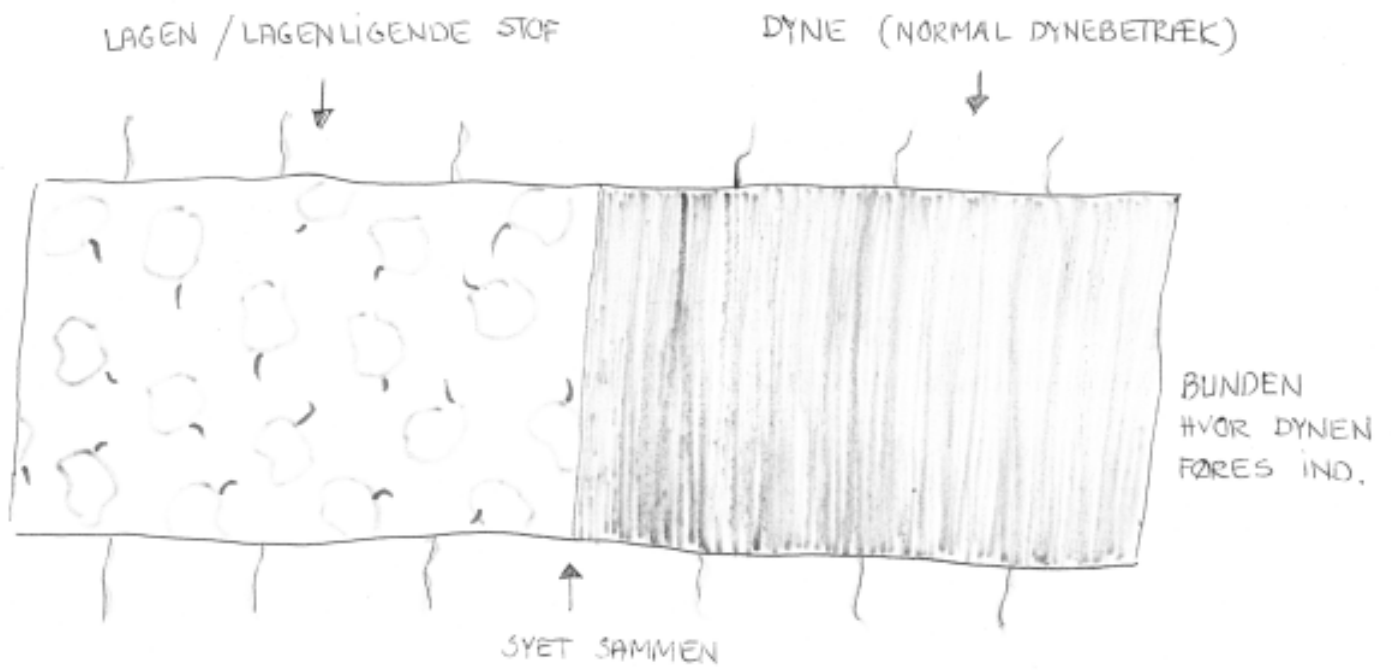 LAGEN / LAGENLIGENDE STOF
DYNE (NORMAL DYNEBETRÆK)
BUNDEN
HVOR DYNEN
FØRES IND.
SYET SAMMEN